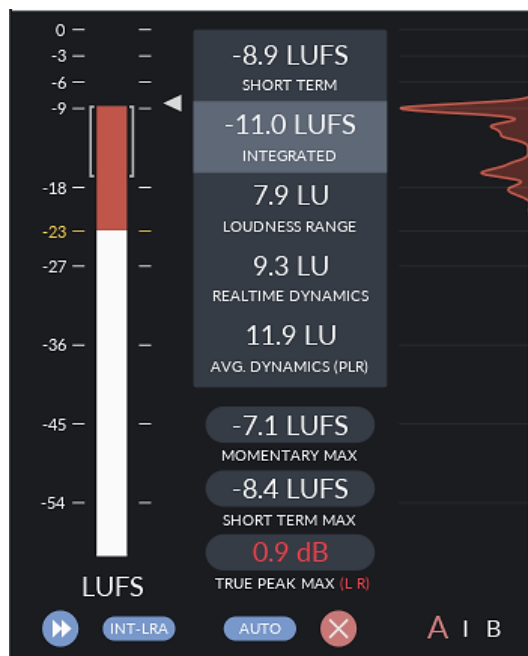 0
-3
-6
-9
-18
-23
-27
-36
-45
-54
LUFS
-8.9 LUFS
SHORT TERM
-11.0 LUFS
INTEGRATED
7.9 LU
LOUDNESS RANGE
9.3 LU
REALTIME DYNAMICS
11.9 LU
AVG. DYNAMICS (PLR)
-7.1 LUFS
MOMENTARY MAX
-8.4 LUFS
SHORT TERM MAX
0.9 dB
TRUE PEAK MAX (L R)
INT-LRA
AUTO
A I B